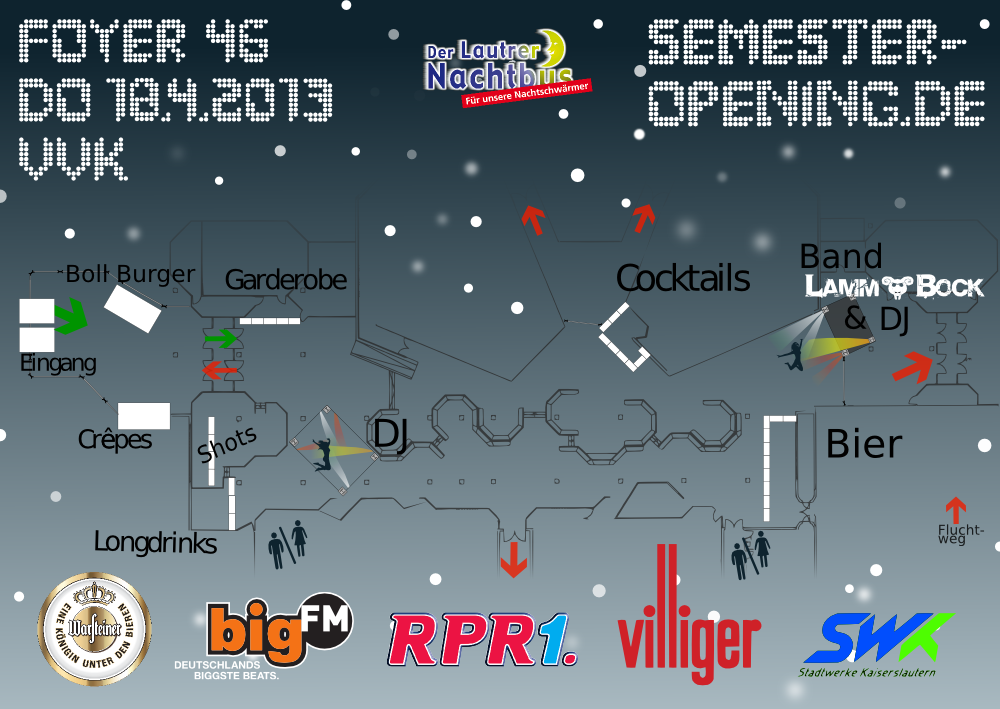 FOYER 46
DO 18.4.2013
VVK
Der Lautrer
Nachtbus
Für unsere Nachtschwärmer
SEMESTER-
OPENING.DE
Boll Burger
Garderobe
Cocktails
Band
LAMM BOCK
& DJ
Eingang
Crêpes
Shots
DJ
Bier
Longdrinks
Flucht-
weg
EINE KÖNIGIN UNTER DEN BIEREN
Warsteiner
bigFM
DEUTSCHLANDS
BIGGSTE BEATS.
RPR1.
villiger
SWK
Stadtwerke Kaiserslautern